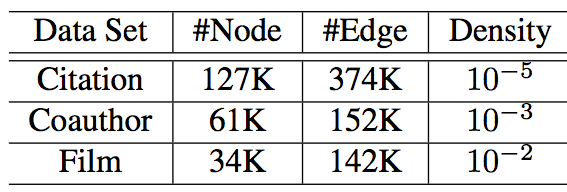 Data Set #Node #Edge Density
Citation 127K 374K 10⁻⁵
Coauthor 61K 152K 10⁻³
Film 34K 142K 10⁻²